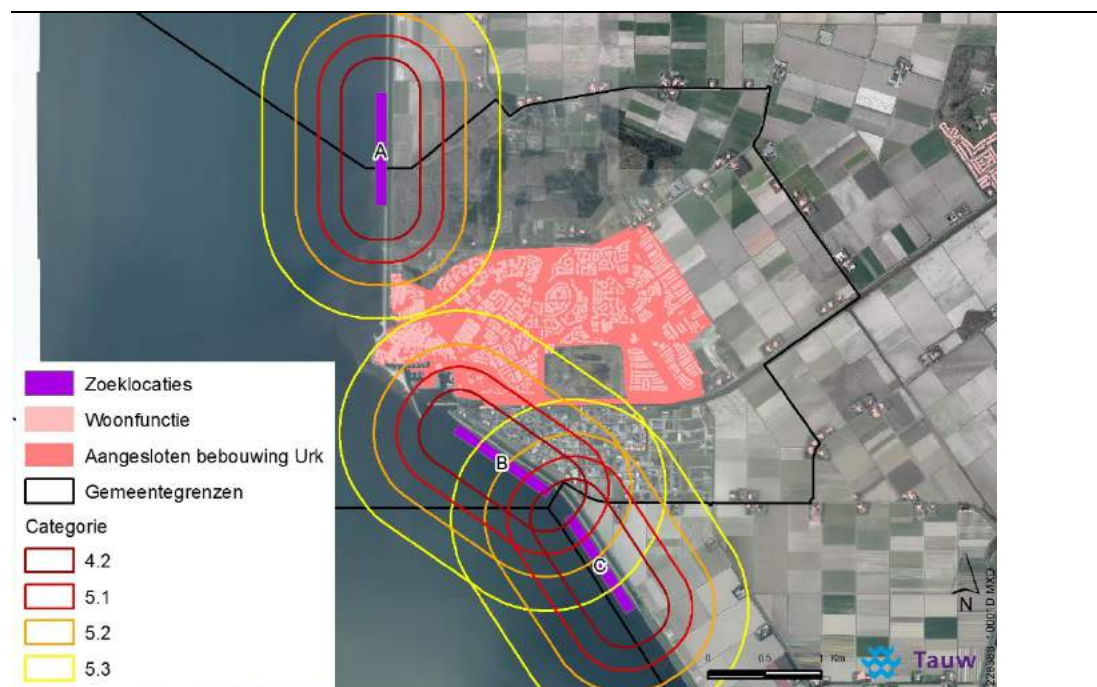 A
B
C
Zoeklocaties
Woonfunctie
Aangesloten bebouwing Urk
Gemeentegrenzen
Categorie
4.2
5.1
5.2
5.3
0 0.5 1 Km
N
Tauw